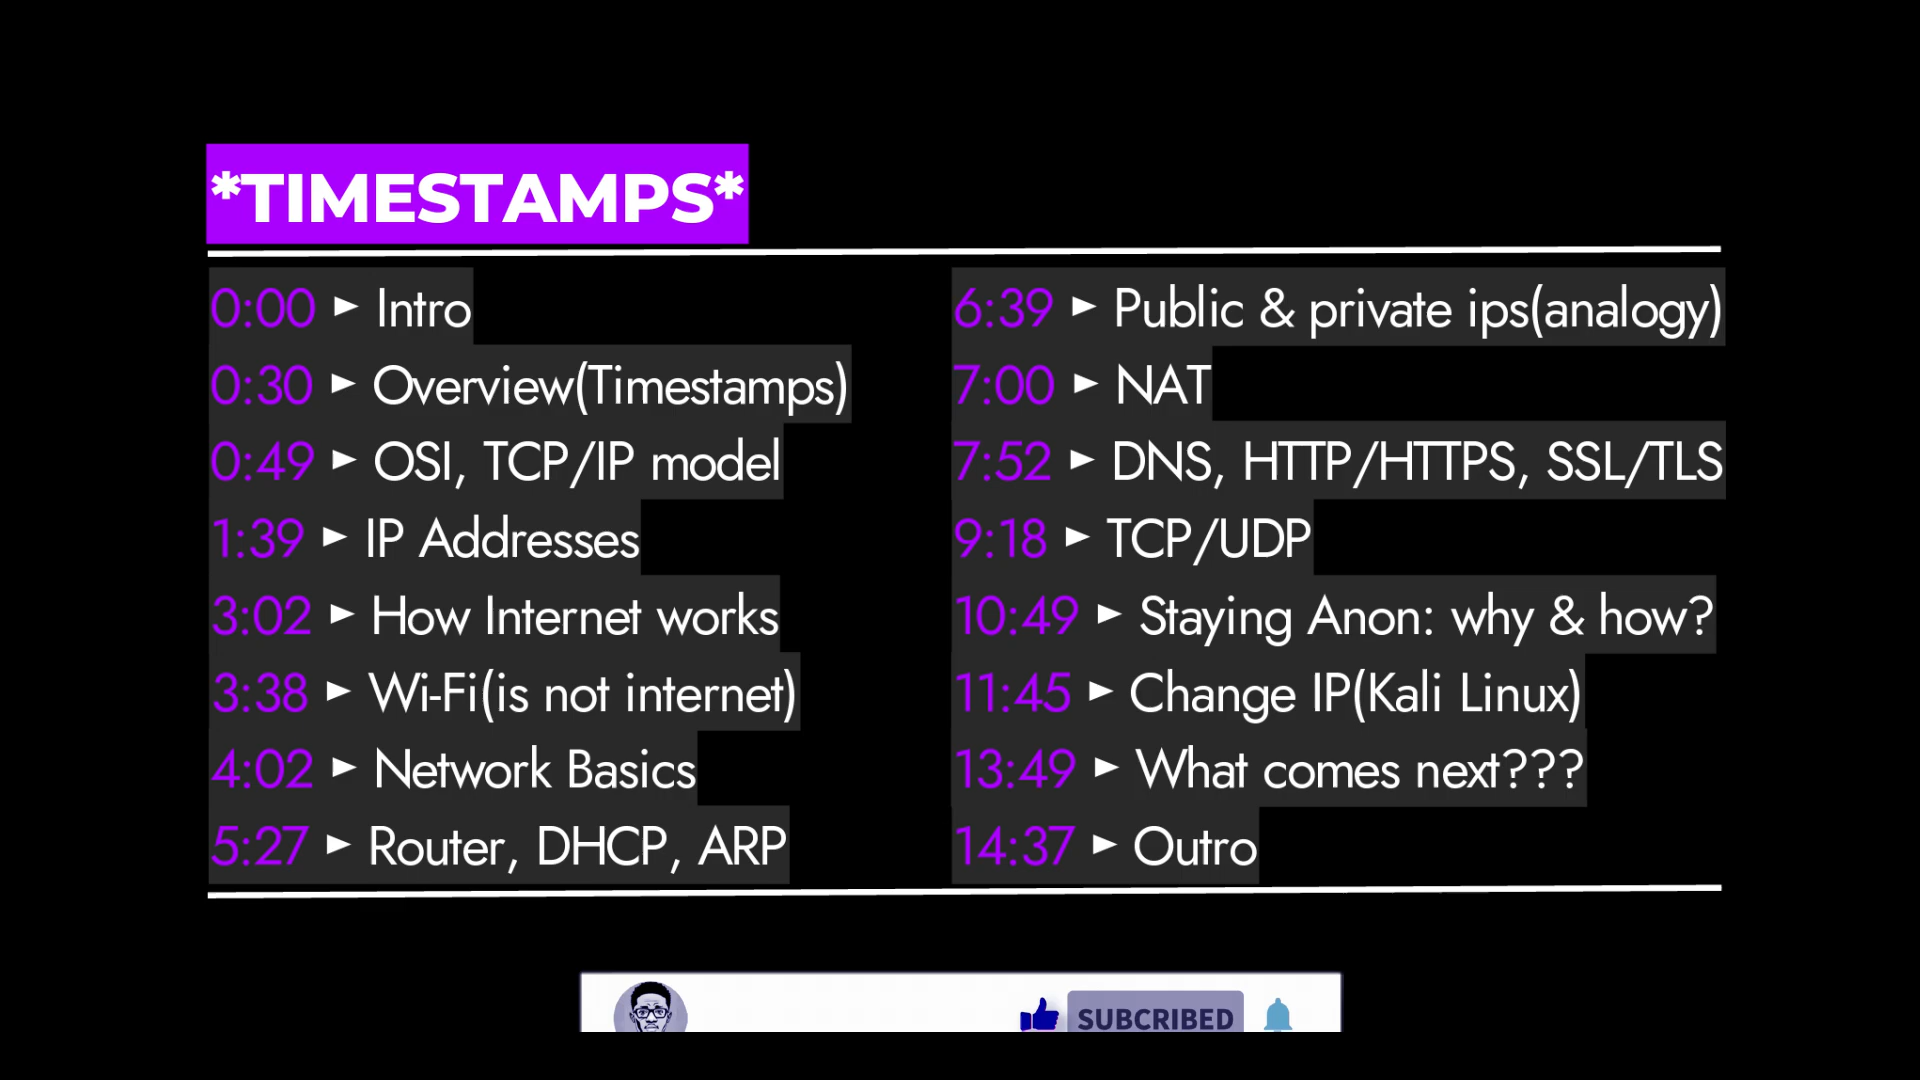 *TIMESTAMPS*
0:00 ► Intro
0:30 ► Overview(Timestamps)
0:49 ► OSI, TCP/IP model
1:39 ► IP Addresses
3:02 ► How Internet works
3:38 ► Wi-Fi(is not internet)
4:02 ► Network Basics
5:27 ► Router, DHCP, ARP
6:39 ► Public & private ips(analogy)
7:00 ► NAT
7:52 ► DNS, HTTP/HTTPS, SSL/TLS
9:18 ► TCP/UDP
10:49 ► Staying Anon: why & how?
11:45 ► Change IP(Kali Linux)
13:49 ► What comes next???
14:37 ► Outro
SUBCRIBED